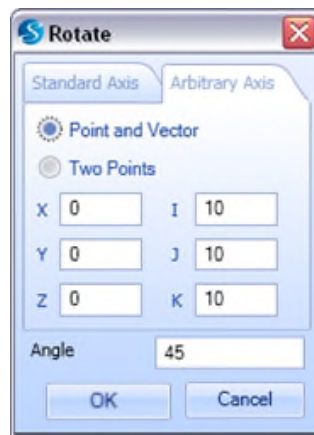 Rotate
Standard Axis Arbitrary Axis
Point and Vector
Two Points
X 0 I 10
Y 0 J 10
Z 0 K 10
Angle 45
OK Cancel